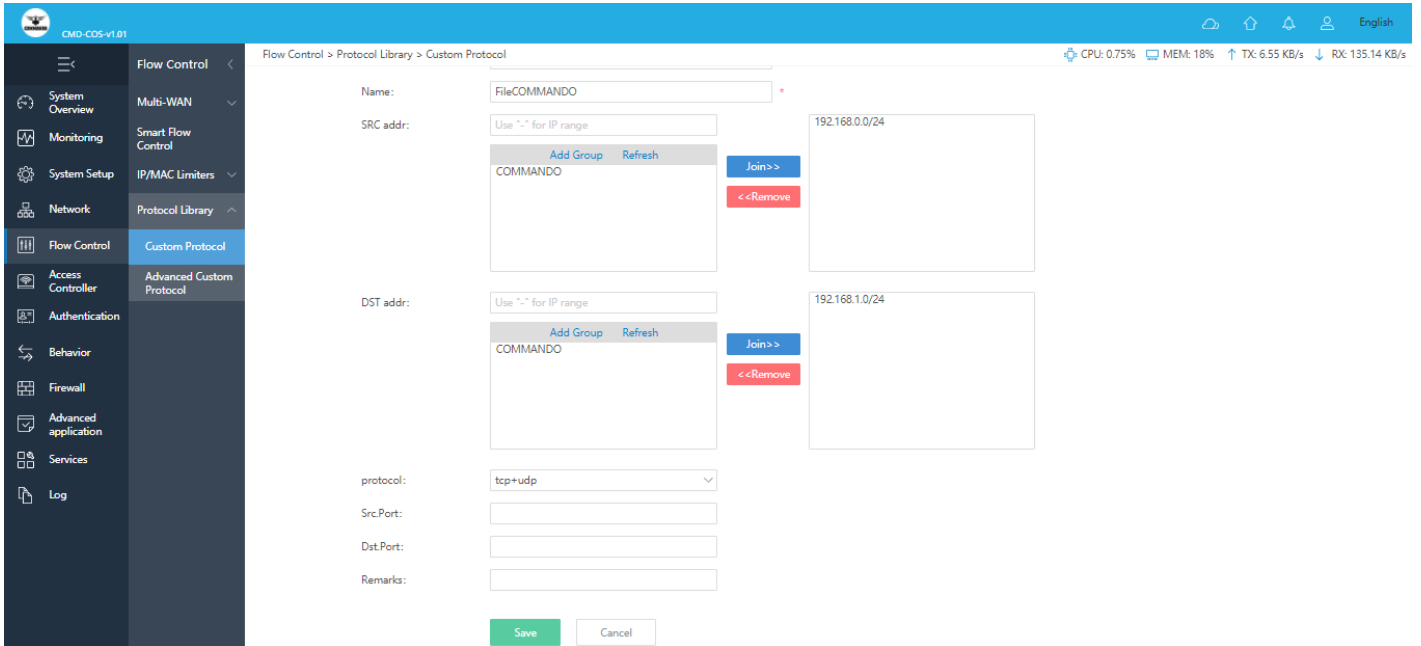 COMMANDO
CMD-COS-v1.01
English
Flow Control
Flow Control > Protocol Library > Custom Protocol
CPU: 0.75%
MEM: 18%
TX: 6.55 KB/s
RX: 135.14 KB/s
System
Overview
Monitoring
System Setup
Network
Flow Control
Access
Controller
Authentication
Behavior
Firewall
Advanced
application
Services
Log
Multi-WAN
Smart Flow
Control
IP/MAC Limiters
Protocol Library
Custom Protocol
Advanced Custom
Protocol
Name: FileCOMMANDO *
SRC addr: Use "-" for IP range
Add Group Refresh
COMMANDO
Join>>
<<Remove
192.168.0.0/24
DST addr: Use "-" for IP range
Add Group Refresh
COMMANDO
Join>>
<<Remove
192.168.1.0/24
protocol: tcp+udp
Src.Port:
Dst.Port:
Remarks:
Save Cancel